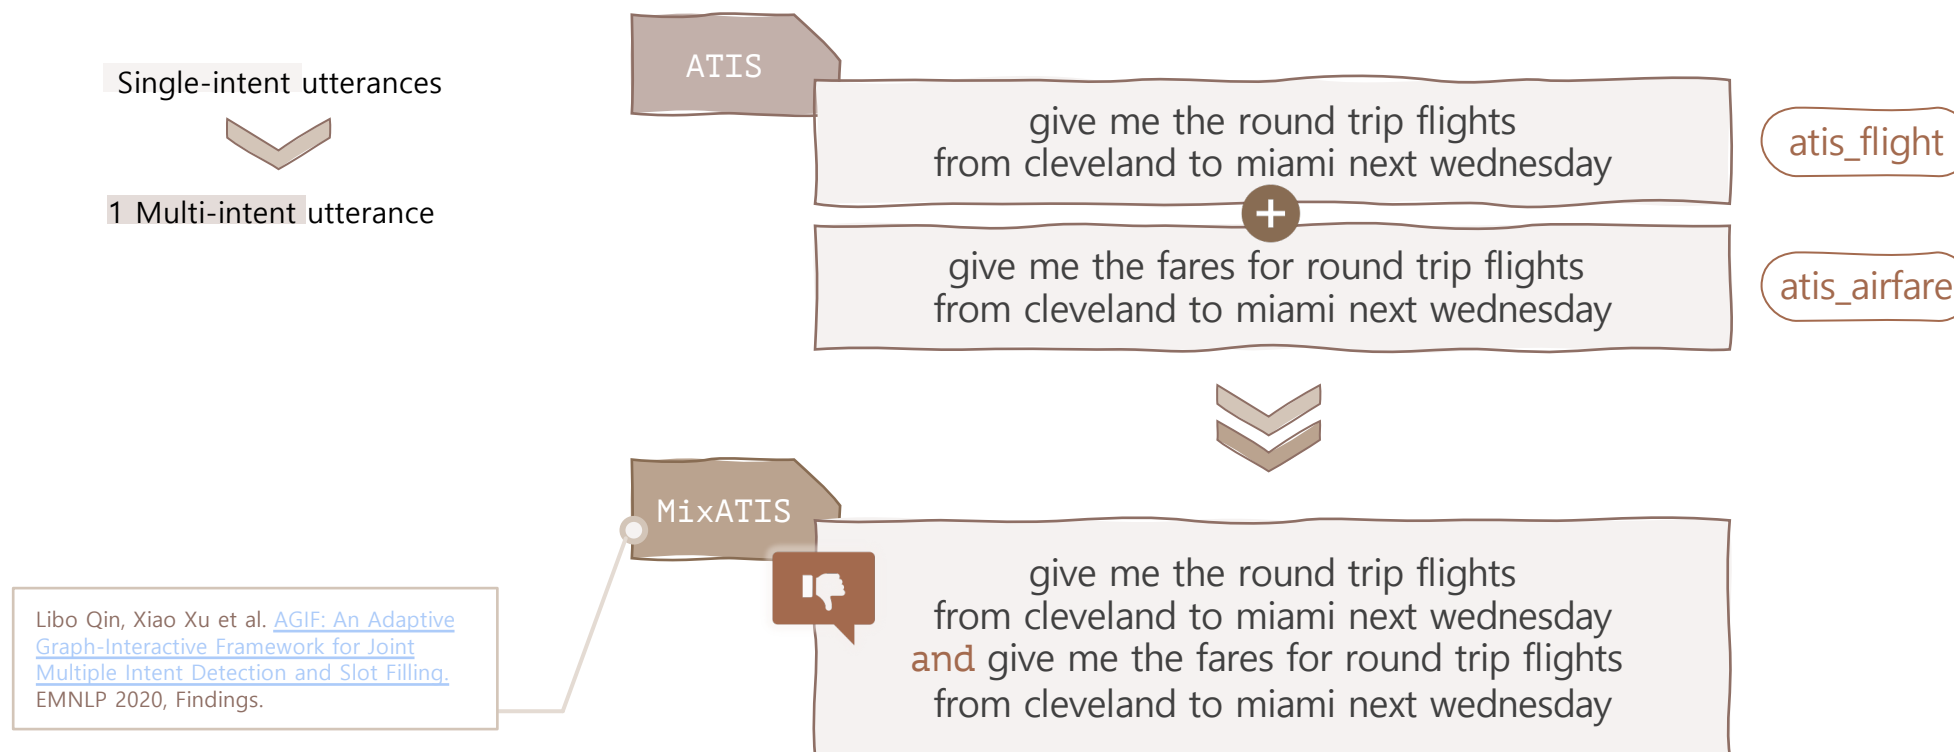 Single-intent utterances
1 Multi-intent utterance
ATIS
give me the round trip flights
from cleveland to miami next wednesday
atis_flight
+
give me the fares for round trip flights
from cleveland to miami next wednesday
atis_airfare
MixATIS
give me the round trip flights
from cleveland to miami next wednesday
and give me the fares for round trip flights
from cleveland to miami next wednesday
Libo Qin, Xiao Xu et al. AGIF: An Adaptive
Graph-Interactive Framework for Joint
Multiple Intent Detection and Slot Filling.
EMNLP 2020, Findings.